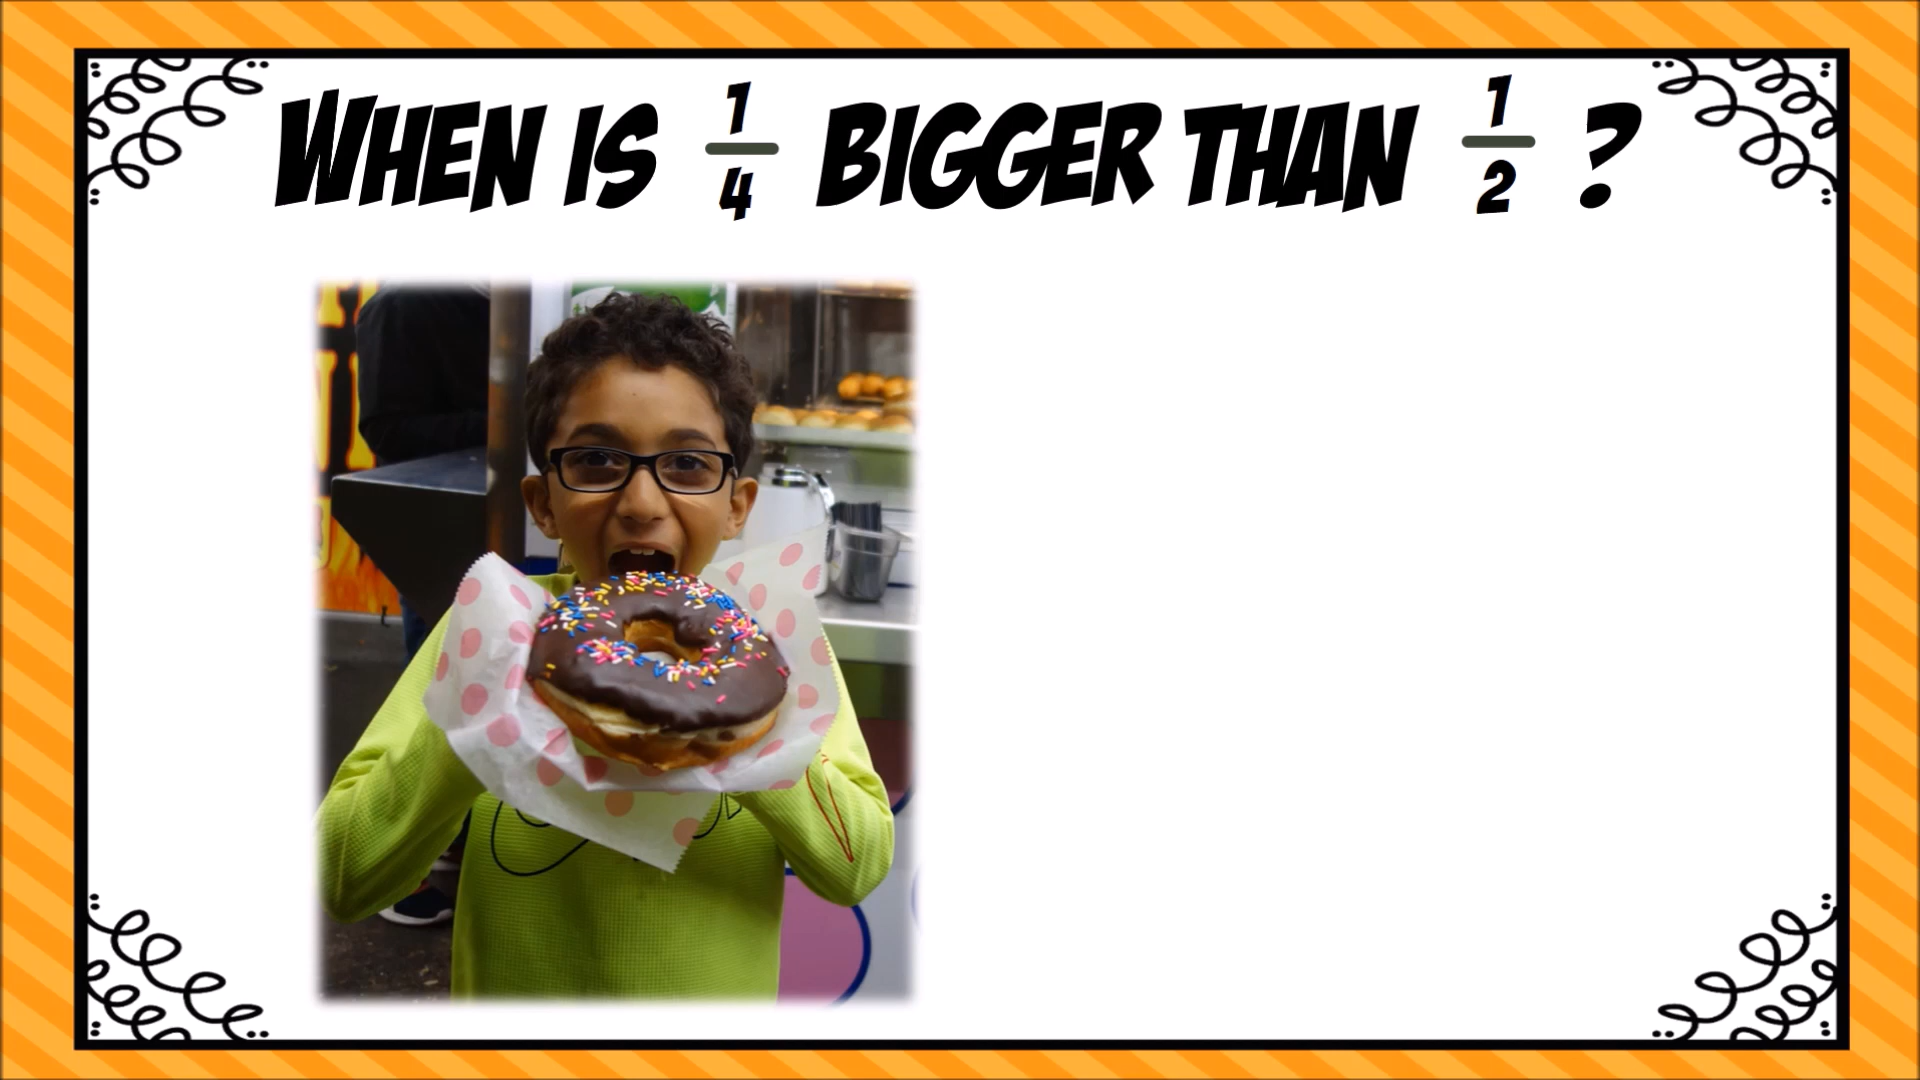 WHEN IS 1/4 BIGGER THAN 1/2 ?